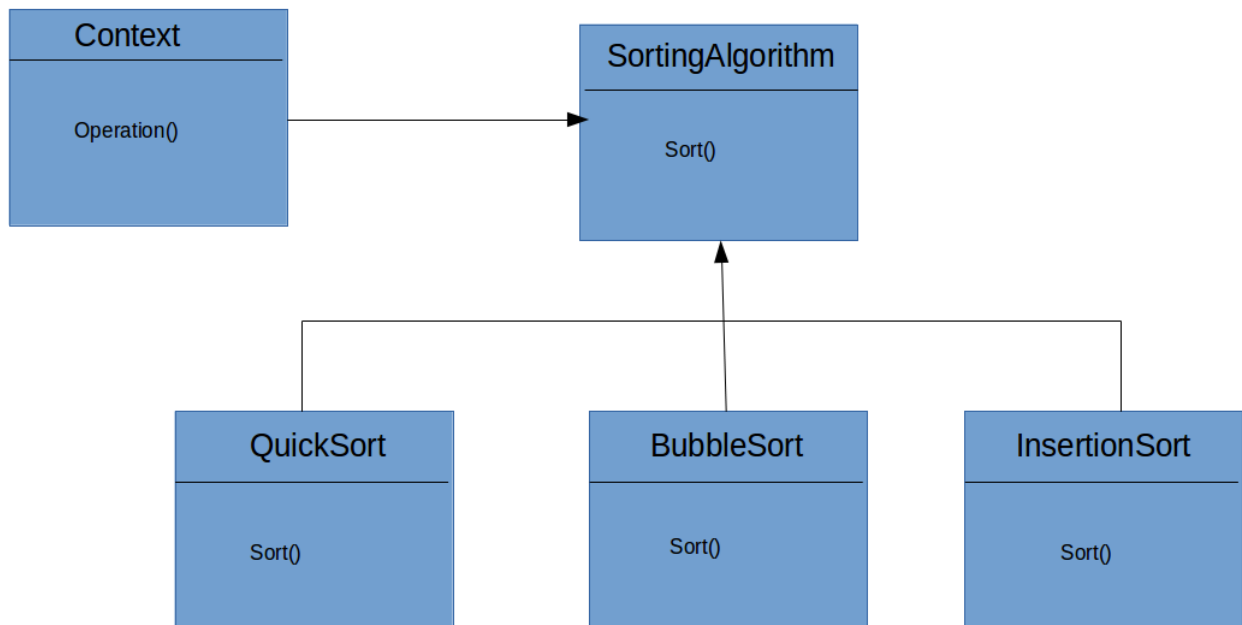 Context
Operation()
SortingAlgorithm
Sort()
QuickSort
Sort()
BubbleSort
Sort()
InsertionSort
Sort()